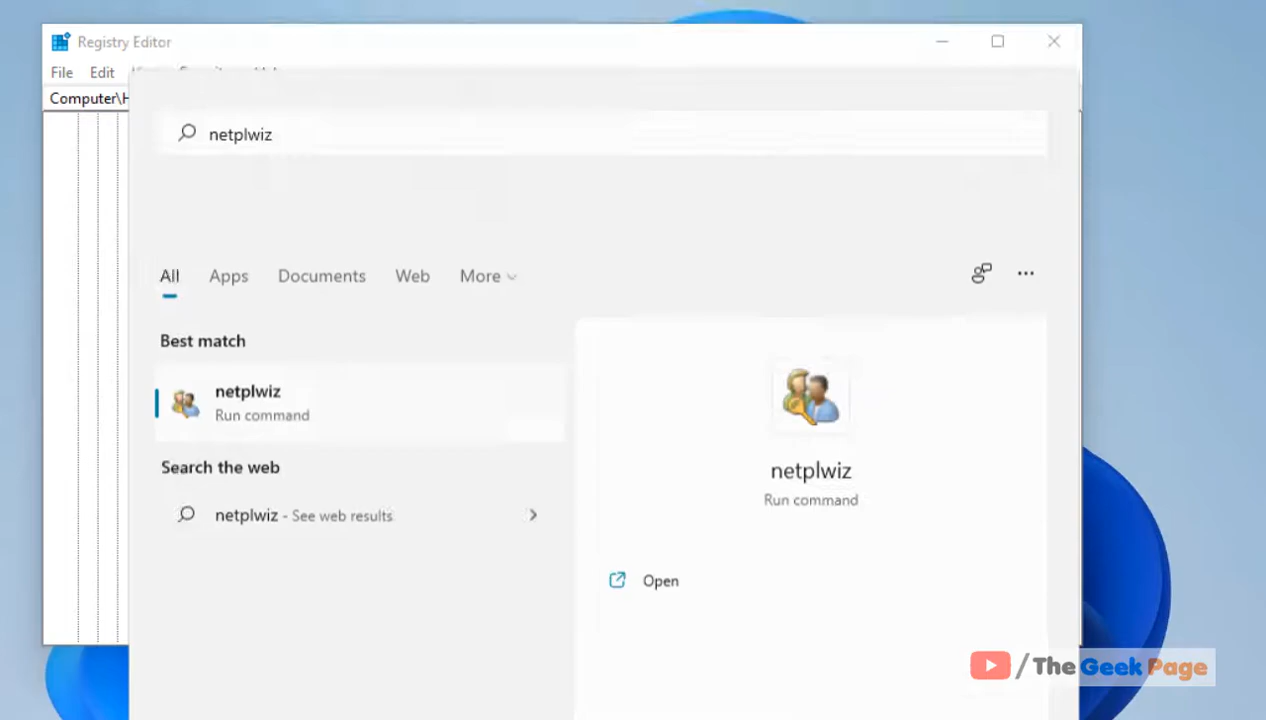 Registry Editor
File Edit
Computer\H
netplwiz
All Apps Documents Web More
Best match
netplwiz
Run command
Search the web
netplwiz - See web results
netplwiz
Run command
Open
/The Geek Page